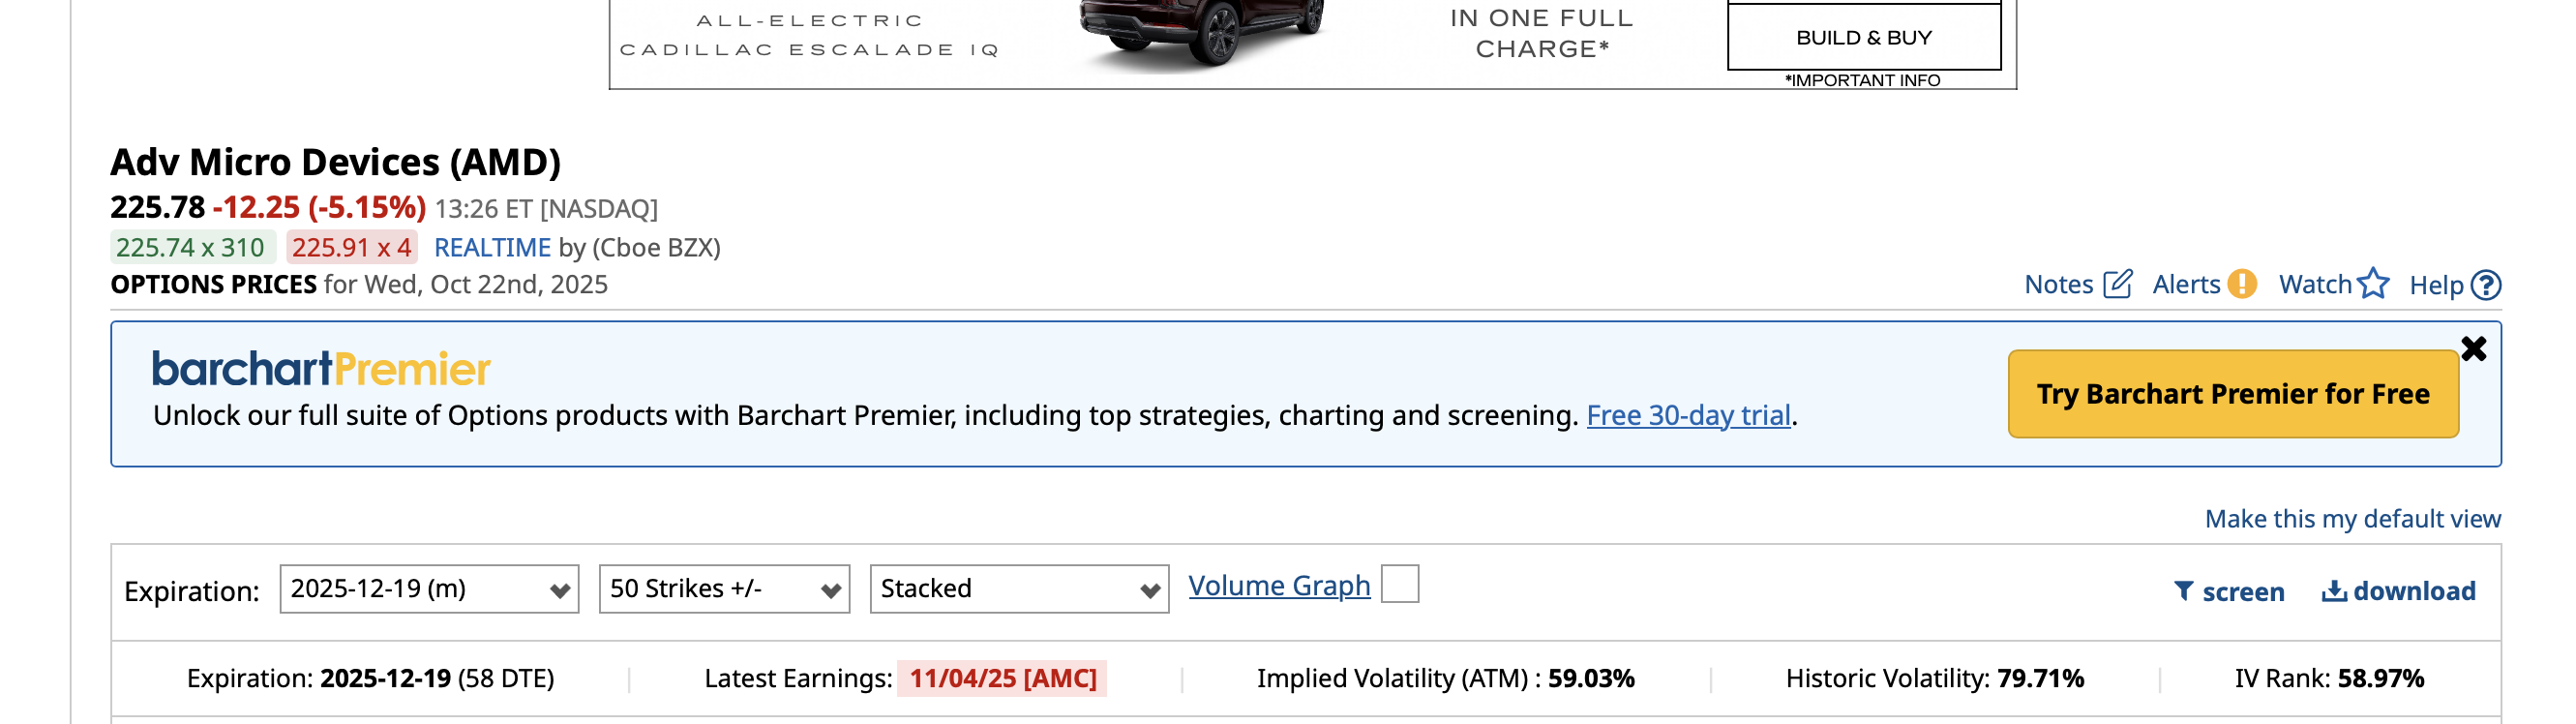 ALL-ELECTRIC
CADILLAC ESCALADE IQ
IN ONE FULL
CHARGE*
BUILD & BUY
*IMPORTANT INFO
Adv Micro Devices (AMD)
225.78 -12.25 (-5.15%) 13:26 ET [NASDAQ]
225.74 x 310 225.91 x 4 REALTIME by (Cboe BZX)
OPTIONS PRICES for Wed, Oct 22nd, 2025
Notes Alerts Watch Help
barchartPremier
Unlock our full suite of Options products with Barchart Premier, including top strategies, charting and screening. Free 30-day trial.
Try Barchart Premier for Free
Make this my default view
Expiration: 2025-12-19 (m) 50 Strikes +/- Stacked Volume Graph screen download
Expiration: 2025-12-19 (58 DTE) Latest Earnings: 11/04/25 [AMC] Implied Volatility (ATM) : 59.03% Historic Volatility: 79.71% IV Rank: 58.97%